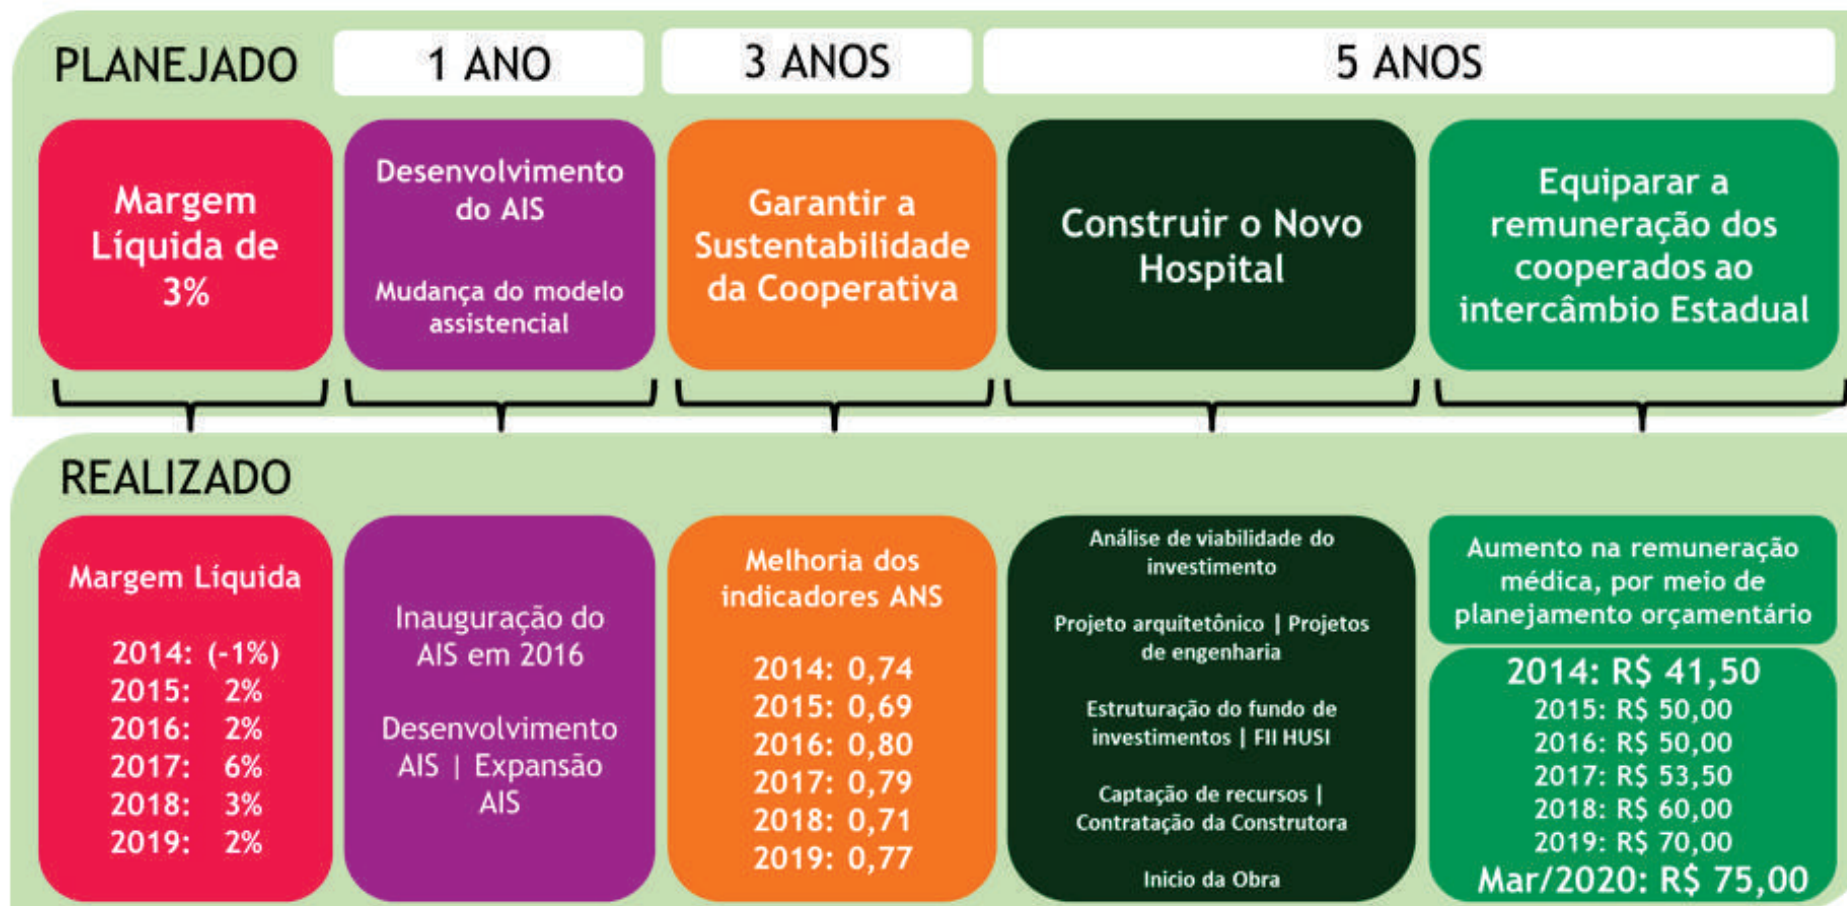 PLANEJADO
1 ANO
3 ANOS
5 ANOS
Margem
Líquida de
3%
Desenvolvimento
do AIS
Mudança do modelo
assistencial
Garantir a
Sustentabilidade
da Cooperativa
Construir o Novo
Hospital
Equiparar a
remuneração dos
cooperados ao
intercâmbio Estadual
REALIZADO
Margem Líquida
2014: (-1%)
2015: 2%
2016: 2%
2017: 6%
2018: 3%
2019: 2%
Inauguração do
AIS em 2016
Desenvolvimento
AIS | Expansão
AIS
Melhoria dos
indicadores ANS
2014: 0,74
2015: 0,69
2016: 0,80
2017: 0,79
2018: 0,71
2019: 0,77
Análise de viabilidade do
investimento
Projeto arquitetônico | Projetos
de engenharia
Estruturação do fundo de
investimentos | FII HUSI
Captação de recursos |
Contratação da Construtora
Inicio da Obra
Aumento na remuneração
médica, por meio de
planejamento orçamentário
2014: R$ 41,50
2015: R$ 50,00
2016: R$ 50,00
2017: R$ 53,50
2018: R$ 60,00
2019: R$ 70,00
Mar/2020: R$ 75,00